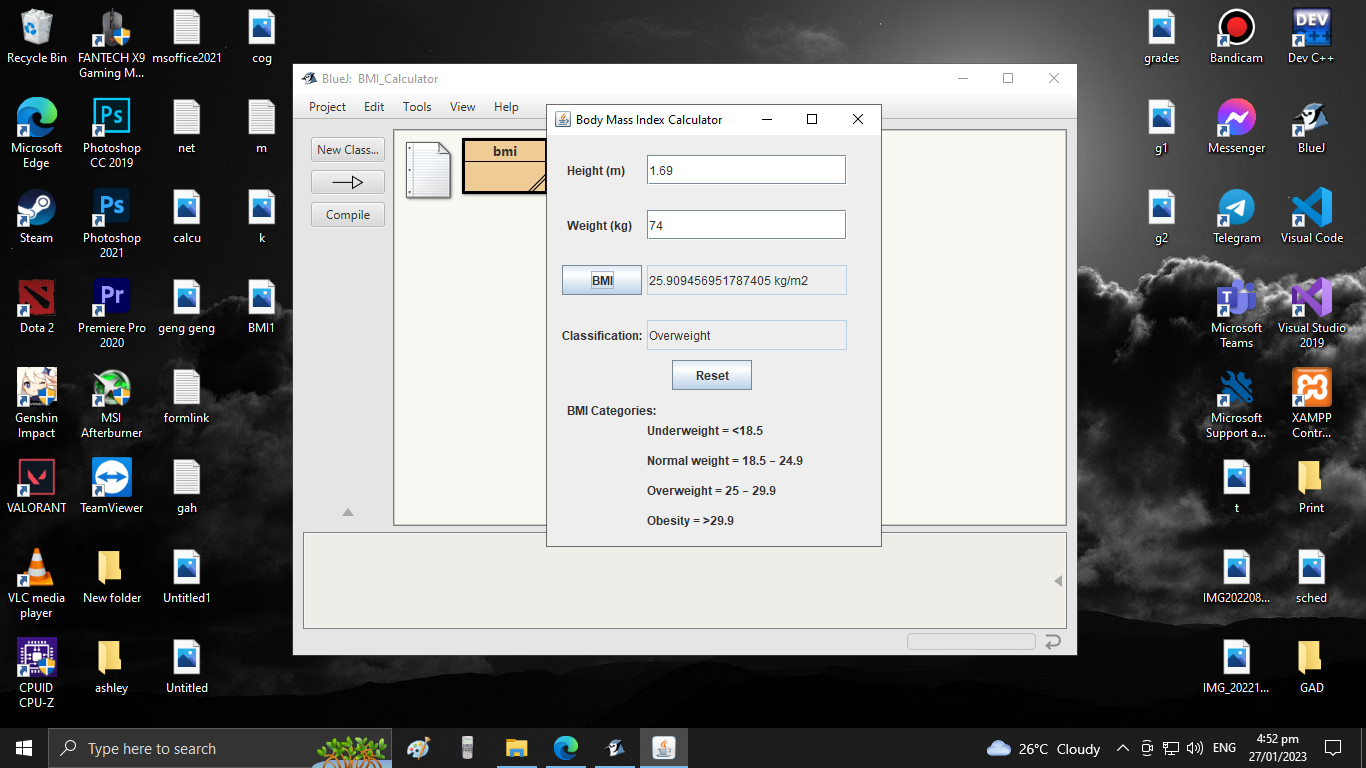 Recycle Bin
FANTECH X9
Gaming M...
msoffice2021
cog
Microsoft
Edge
Photoshop
CC 2019
net
m
Steam
Photoshop
2021
calcu
k
Dota 2
Premiere Pro
2020
geng geng
BMI1
Genshin
Impact
MSI
Afterburner
formlink
VALORANT
TeamViewer
gah
VLC media
player
New folder
Untitled1
CPUID
CPU-Z
ashley
Untitled
BlueJ: BMI_Calculator
Project Edit Tools View Help
New Class...
Compile
bmi
Body Mass Index Calculator
Height (m) 1.69
Weight (kg) 74
BMI 25.909456951787405 kg/m2
Classification: Overweight
Reset
BMI Categories:
Underweight = <18.5
Normal weight = 18.5 – 24.9
Overweight = 25 – 29.9
Obesity = >29.9
grades
Bandicam
DEV
Dev C++
g1
Messenger
BlueJ
g2
Telegram
Visual Code
Microsoft
Teams
Visual Studio
2019
Microsoft
Support a...
XAMPP
Contr...
t
Print
IMG202208...
sched
IMG_20221...
GAD
Type here to search
26°C Cloudy
ENG
4:52 pm
27/01/2023